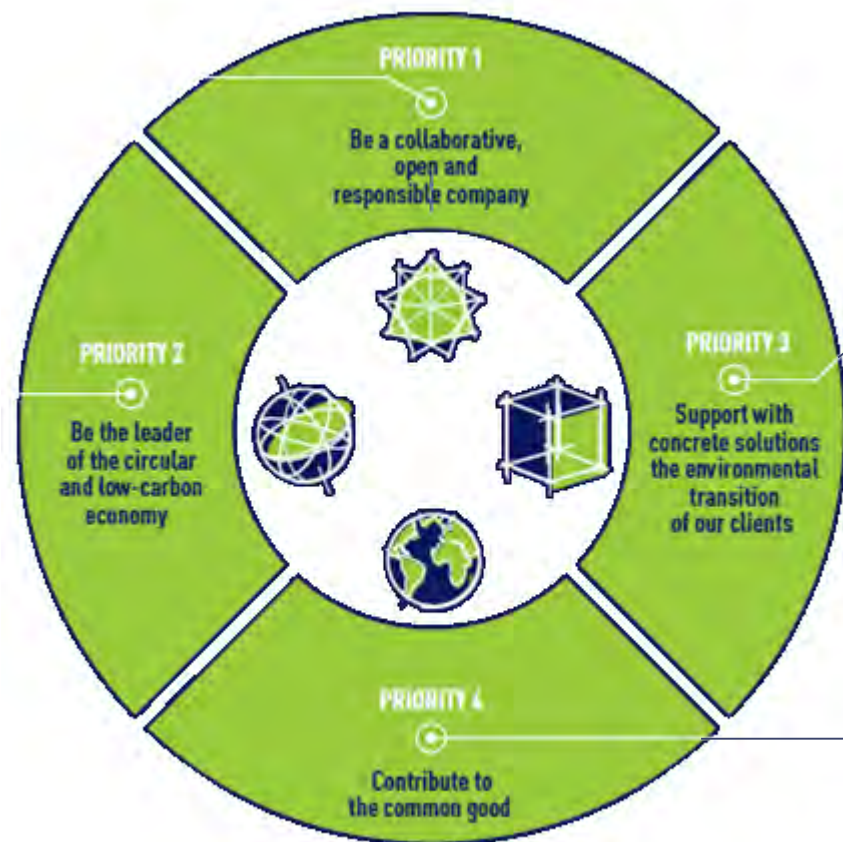 PRIORITY 1
Be a collaborative,
open and
responsible company
PRIORITY 2
Be the leader
of the circular
and low-carbon
economy
PRIORITY 3
Support with
concrete solutions
the environmental
transition
of our clients
PRIORITY 4
Contribute to
the common good